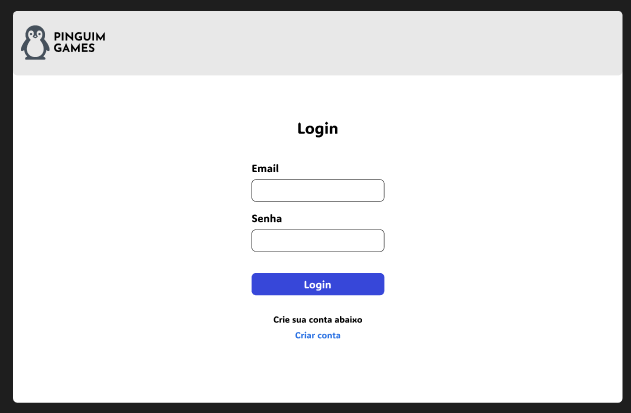 PINGUIM
GAMES
Login
Email
Senha
Login
Crie sua conta abaixo
Criar conta